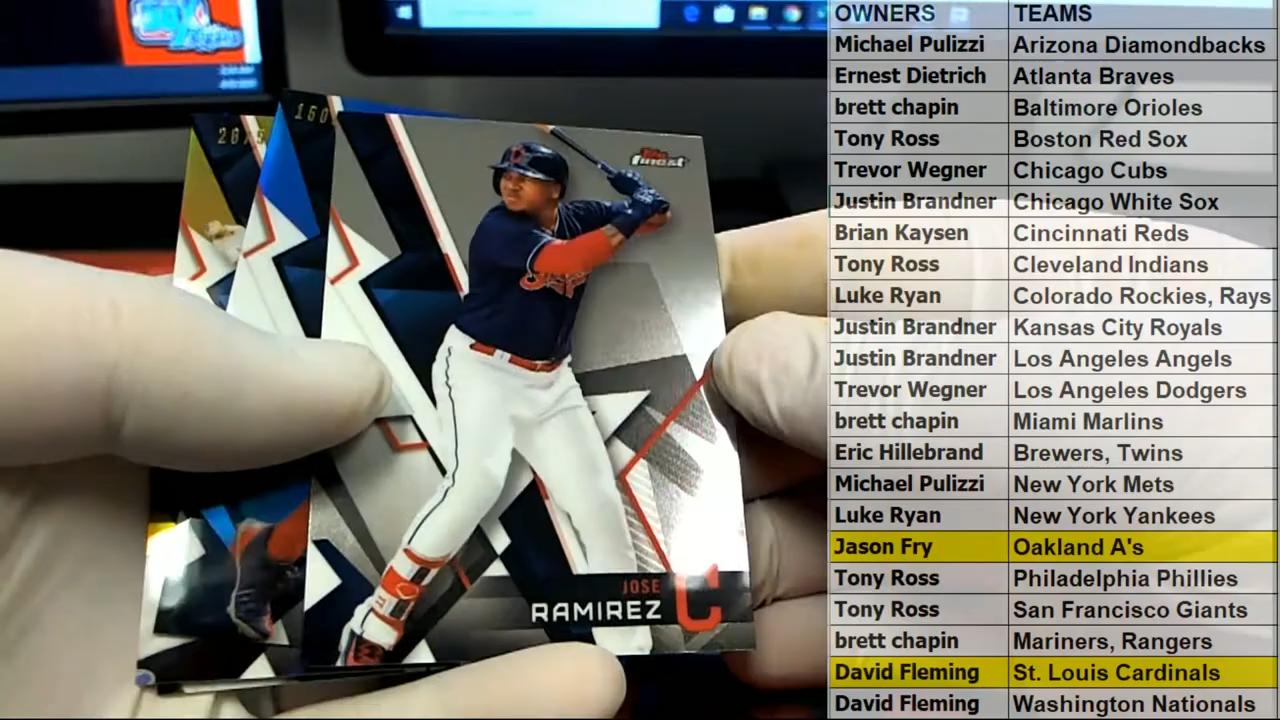 OWNERS TEAMS
Michael Pulizzi Arizona Diamondbacks
Ernest Dietrich Atlanta Braves
brett chapin Baltimore Orioles
Tony Ross Boston Red Sox
Trevor Wegner Chicago Cubs
Justin Brandner Chicago White Sox
Brian Kaysen Cincinnati Reds
Tony Ross Cleveland Indians
Luke Ryan Colorado Rockies, Rays
Justin Brandner Kansas City Royals
Justin Brandner Los Angeles Angels
Trevor Wegner Los Angeles Dodgers
brett chapin Miami Marlins
Eric Hillebrand Brewers, Twins
Michael Pulizzi New York Mets
Luke Ryan New York Yankees
Jason Fry Oakland A's
Tony Ross Philadelphia Phillies
Tony Ross San Francisco Giants
brett chapin Mariners, Rangers
David Fleming St. Louis Cardinals
David Fleming Washington Nationals
150
finest
JOSE
RAMIREZ
C